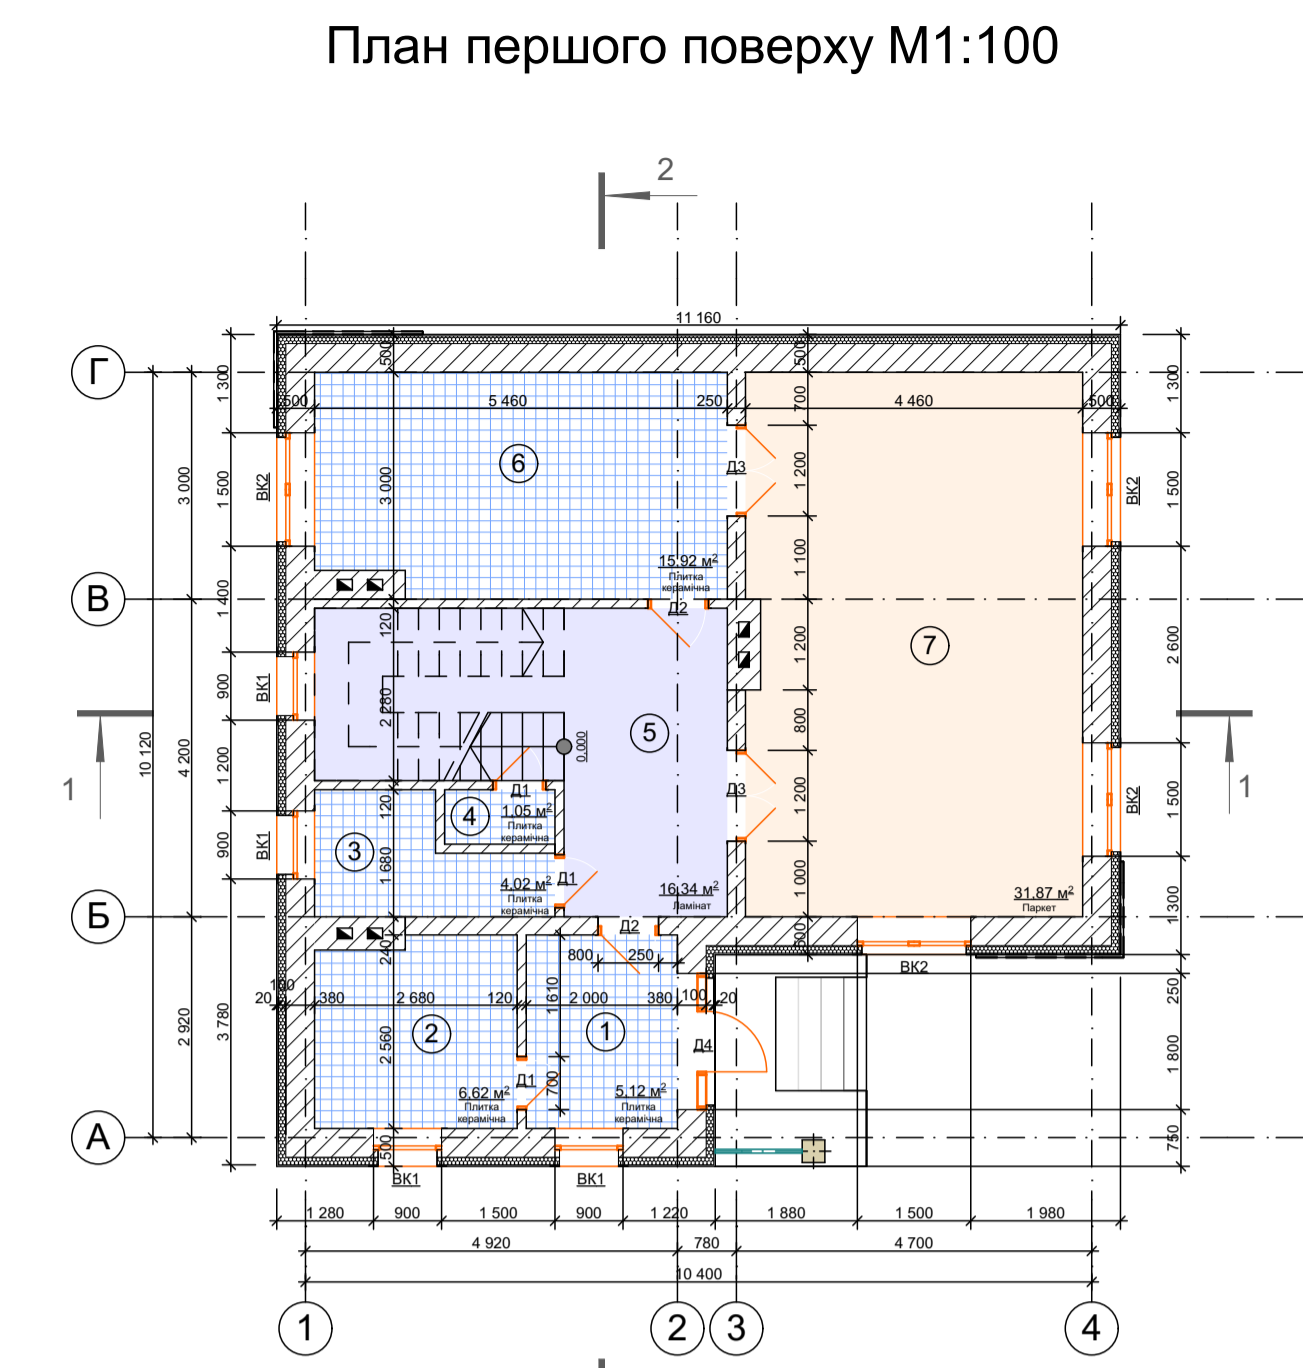 План першого поверху М1:100
2
11 160
Г
500
500
1 300
1 300
700
500
5 460
250
4 460
500
6
Д3
1 200
3 000
1 500
ВК2
3 000
ВК2
1 500
15,92 м²
Плитка
керамічна
1 100
В
1 400
120
Д2
1 200
7
2 600
900
ВК1
2 280
5
800
0,000
10 120
4 200
1 200
1
1
Д1
Д3
1 200
ВК2
1 500
120
4
1,05 м²
Плитка
керамічна
900
ВК1
3
1 680
Д1
4,02 м²
Плитка
керамічна
16,34 м²
Ламінат
1 000
31,87 м²
Паркет
Б
1 300
Д2
500
240
800
250
ВК2
20
380
2 680
120
1 610
2 000
380
100
20
250
2 920
3 780
2 560
2
1
Д4
1 800
Д1
700
6,62 м²
Плитка
керамічна
5,12 м²
Плитка
керамічна
А
500
750
ВК1
ВК1
1 280
900
1 500
900
1 220
1 880
1 500
1 980
4 920
780
4 700
10 400
1
2
3
4